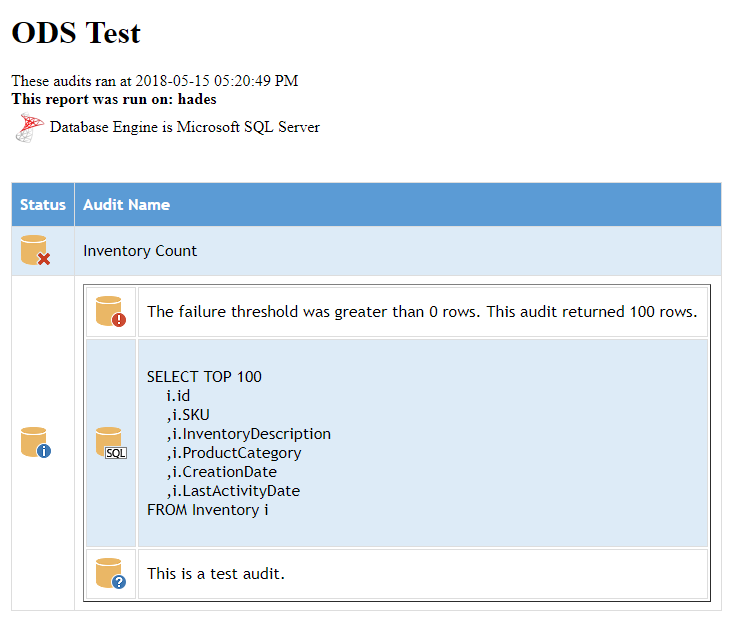 ODS Test
These audits ran at 2018-05-15 05:20:49 PM
This report was run on: hades
Database Engine is Microsoft SQL Server
Status Audit Name
Inventory Count
The failure threshold was greater than 0 rows. This audit returned 100 rows.
SELECT TOP 100
i.id
,i.SKU
,i.InventoryDescription
,i.ProductCategory
,i.CreationDate
,i.LastActivityDate
FROM Inventory i
SQL
This is a test audit.